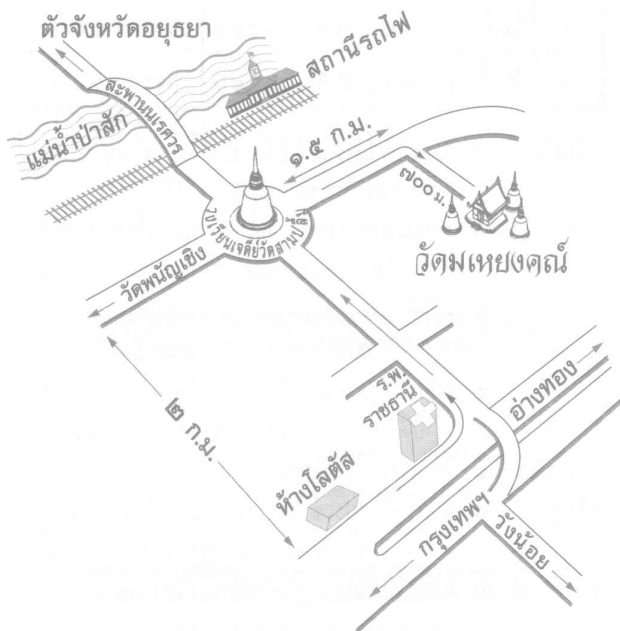 ตัวจังหวัดอยุธยา
สถานีรถไฟ
สะพานนเรศวร
แม่น้ำป่าสัก
๑.๕ ก.ม.
๗๐๐ ม.
วงเวียนเจดีย์วัดสามปลื้ม
วัดมเหยงคณ์
วัดพนัญเชิง
๒ ก.ม.
ร.พ.
ราชธานี
อ่างทอง
ห้างโลตัส
กรุงเทพฯ
วังน้อย